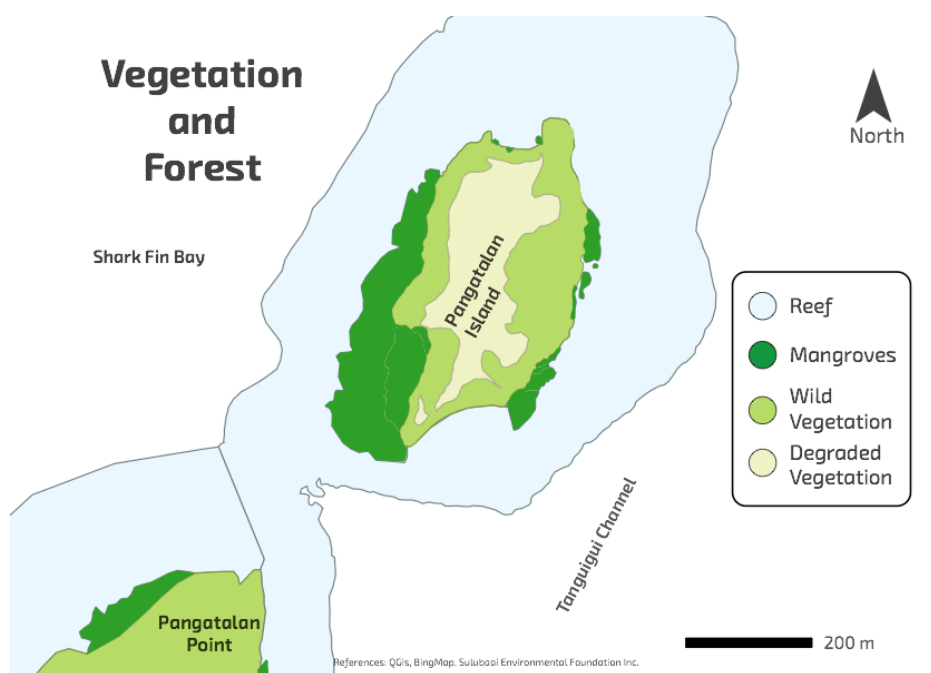 Vegetation
and
Forest
North
Shark Fin Bay
Pangatalan
Island
Reef
Mangroves
Wild
Vegetation
Degraded
Vegetation
Tanguigui Channel
Pangatalan
Point
200 m
References: QGis, BingMap, Sulubaai Environmental Foundation Inc.